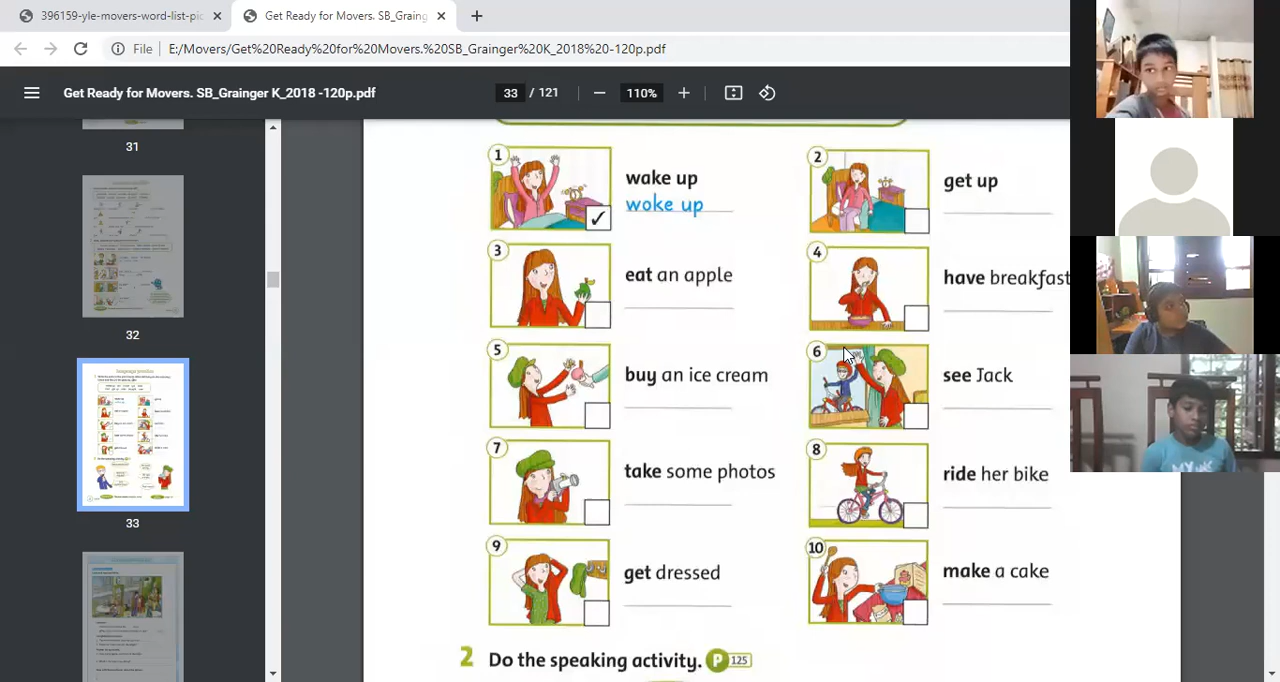 396159-yle-movers-word-list-pic
Get Ready for Movers. SB_Graing
File E:/Movers/Get%20Ready%20for%20Movers.%20SB_Grainger%20K_2018%20-120p.pdf
Get Ready for Movers. SB_Grainger K_2018 -120p.pdf
33 / 121
110%
31
32
33
1 wake up
woke up
2 get up
3 eat an apple
4 have breakfast
5 buy an ice cream
6 see Jack
7 take some photos
8 ride her bike
9 get dressed
10 make a cake
2 Do the speaking activity. P 125